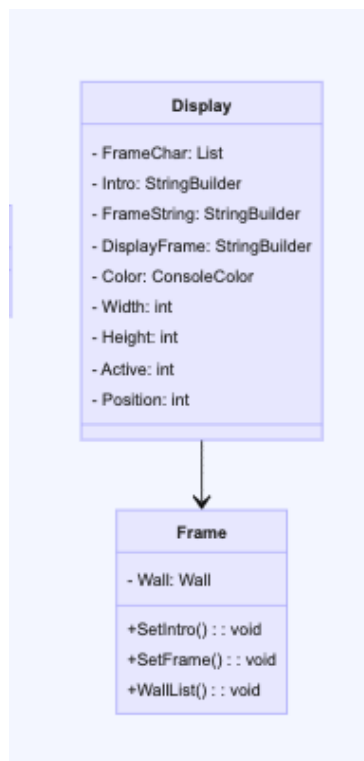 Display
- FrameChar: List
- Intro: StringBuilder
- FrameString: StringBuilder
- DisplayFrame: StringBuilder
- Color: ConsoleColor
- Width: int
- Height: int
- Active: int
- Position: int
Frame
- Wall: Wall
+SetIntro() : : void
+SetFrame() : : void
+WallList() : : void